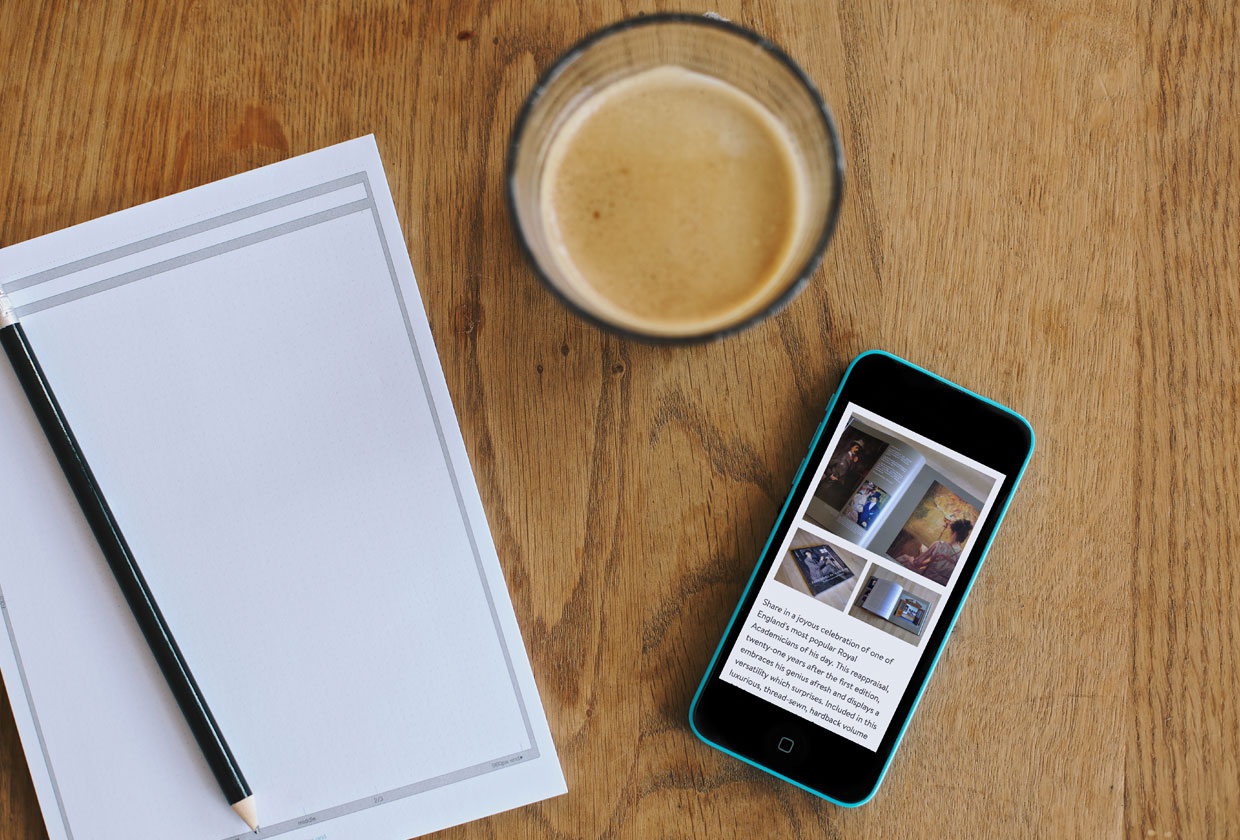 Share in a joyous celebration of one of
England's most popular Royal
Academicians of his day. This reappraisal,
twenty-one years after the first edition,
embraces his genius afresh and displays a
versatility which surprises. Included in this
luxurious, thread-sewn, hardback volume
middle